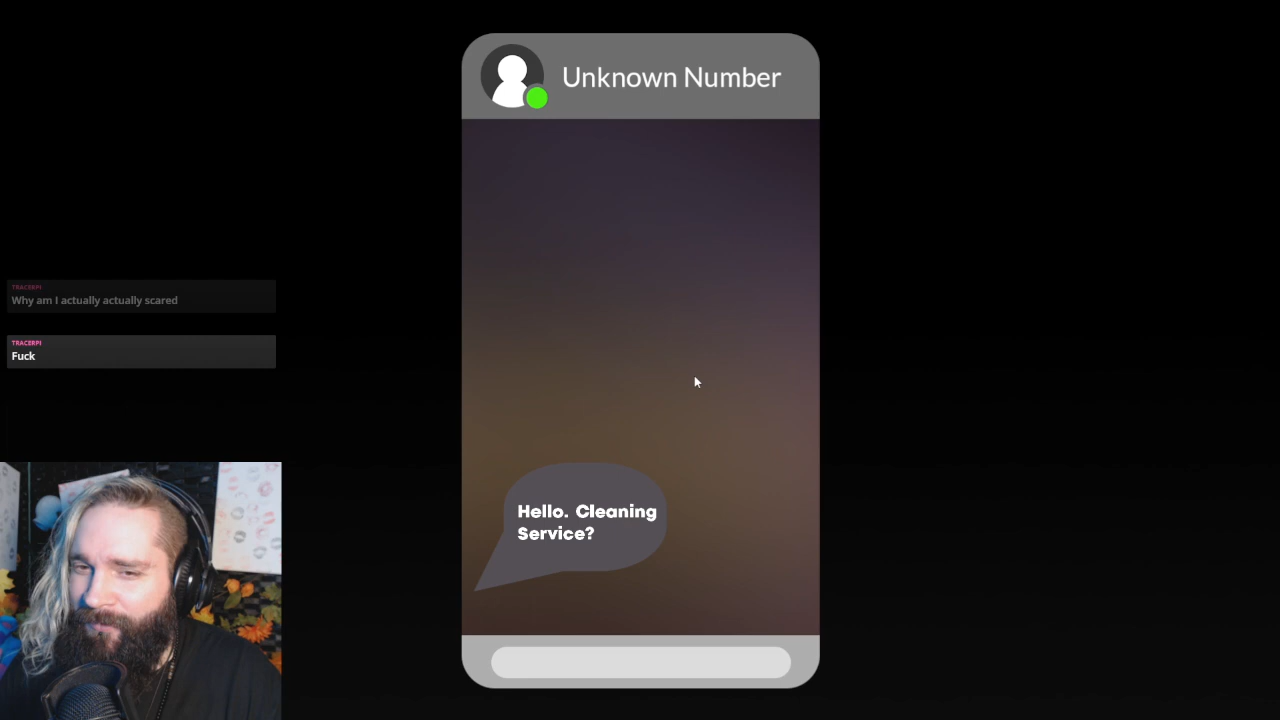 Unknown Number
TRACERPI
Why am I actually actually scared
TRACERPI
Fuck
Hello. Cleaning
Service?